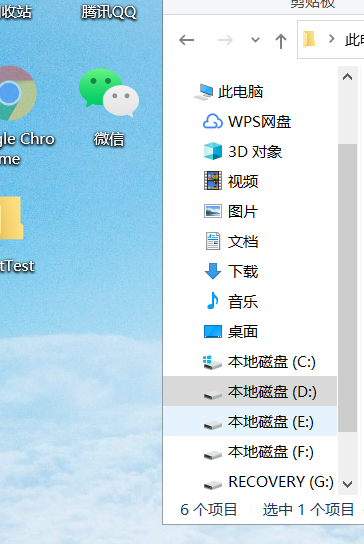 收站
腾讯QQ
gle Chro
me
微信
tTest
剪贴板
此电脑
WPS网盘
3D 对象
视频
图片
文档
下载
音乐
桌面
本地磁盘 (C:)
本地磁盘 (D:)
本地磁盘 (E:)
本地磁盘 (F:)
RECOVERY (G:)
6 个项目
选中 1 个项目